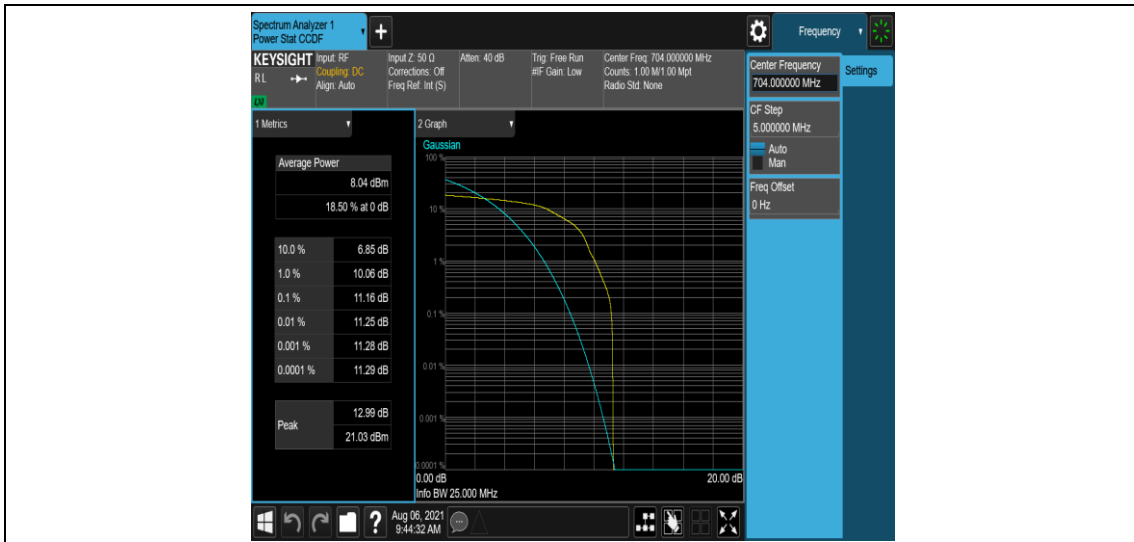 Spectrum Analyzer 1
Power Stat CCDF
+
Frequency
KEYSIGHT
RL
LM
Input: RF
Coupling: DC
Align: Auto
Input Z: 50 Ω
Corrections: Off
Freq Ref: Int (S)
Atten: 40 dB
Trig: Free Run
#IF Gain: Low
Center Freq: 704.000000 MHz
Counts: 1.00 M/1.00 Mpt
Radio Std: None
Center Frequency
704.000000 MHz
Settings
CF Step
5.000000 MHz
Auto
Man
Freq Offset
0 Hz
1 Metrics
Average Power
8.04 dBm
18.50 % at 0 dB
10.0 % 6.85 dB
1.0 % 10.06 dB
0.1 % 11.16 dB
0.01 % 11.25 dB
0.001 % 11.28 dB
0.0001 % 11.29 dB
Peak
12.99 dB
21.03 dBm
2 Graph
Gaussian
100 %
10 %
1 %
0.1 %
0.01 %
0.001 %
0.0001 %
0.00 dB
20.00 dB
Info BW 25.000 MHz
?
Aug 06, 2021
9:44:32 AM